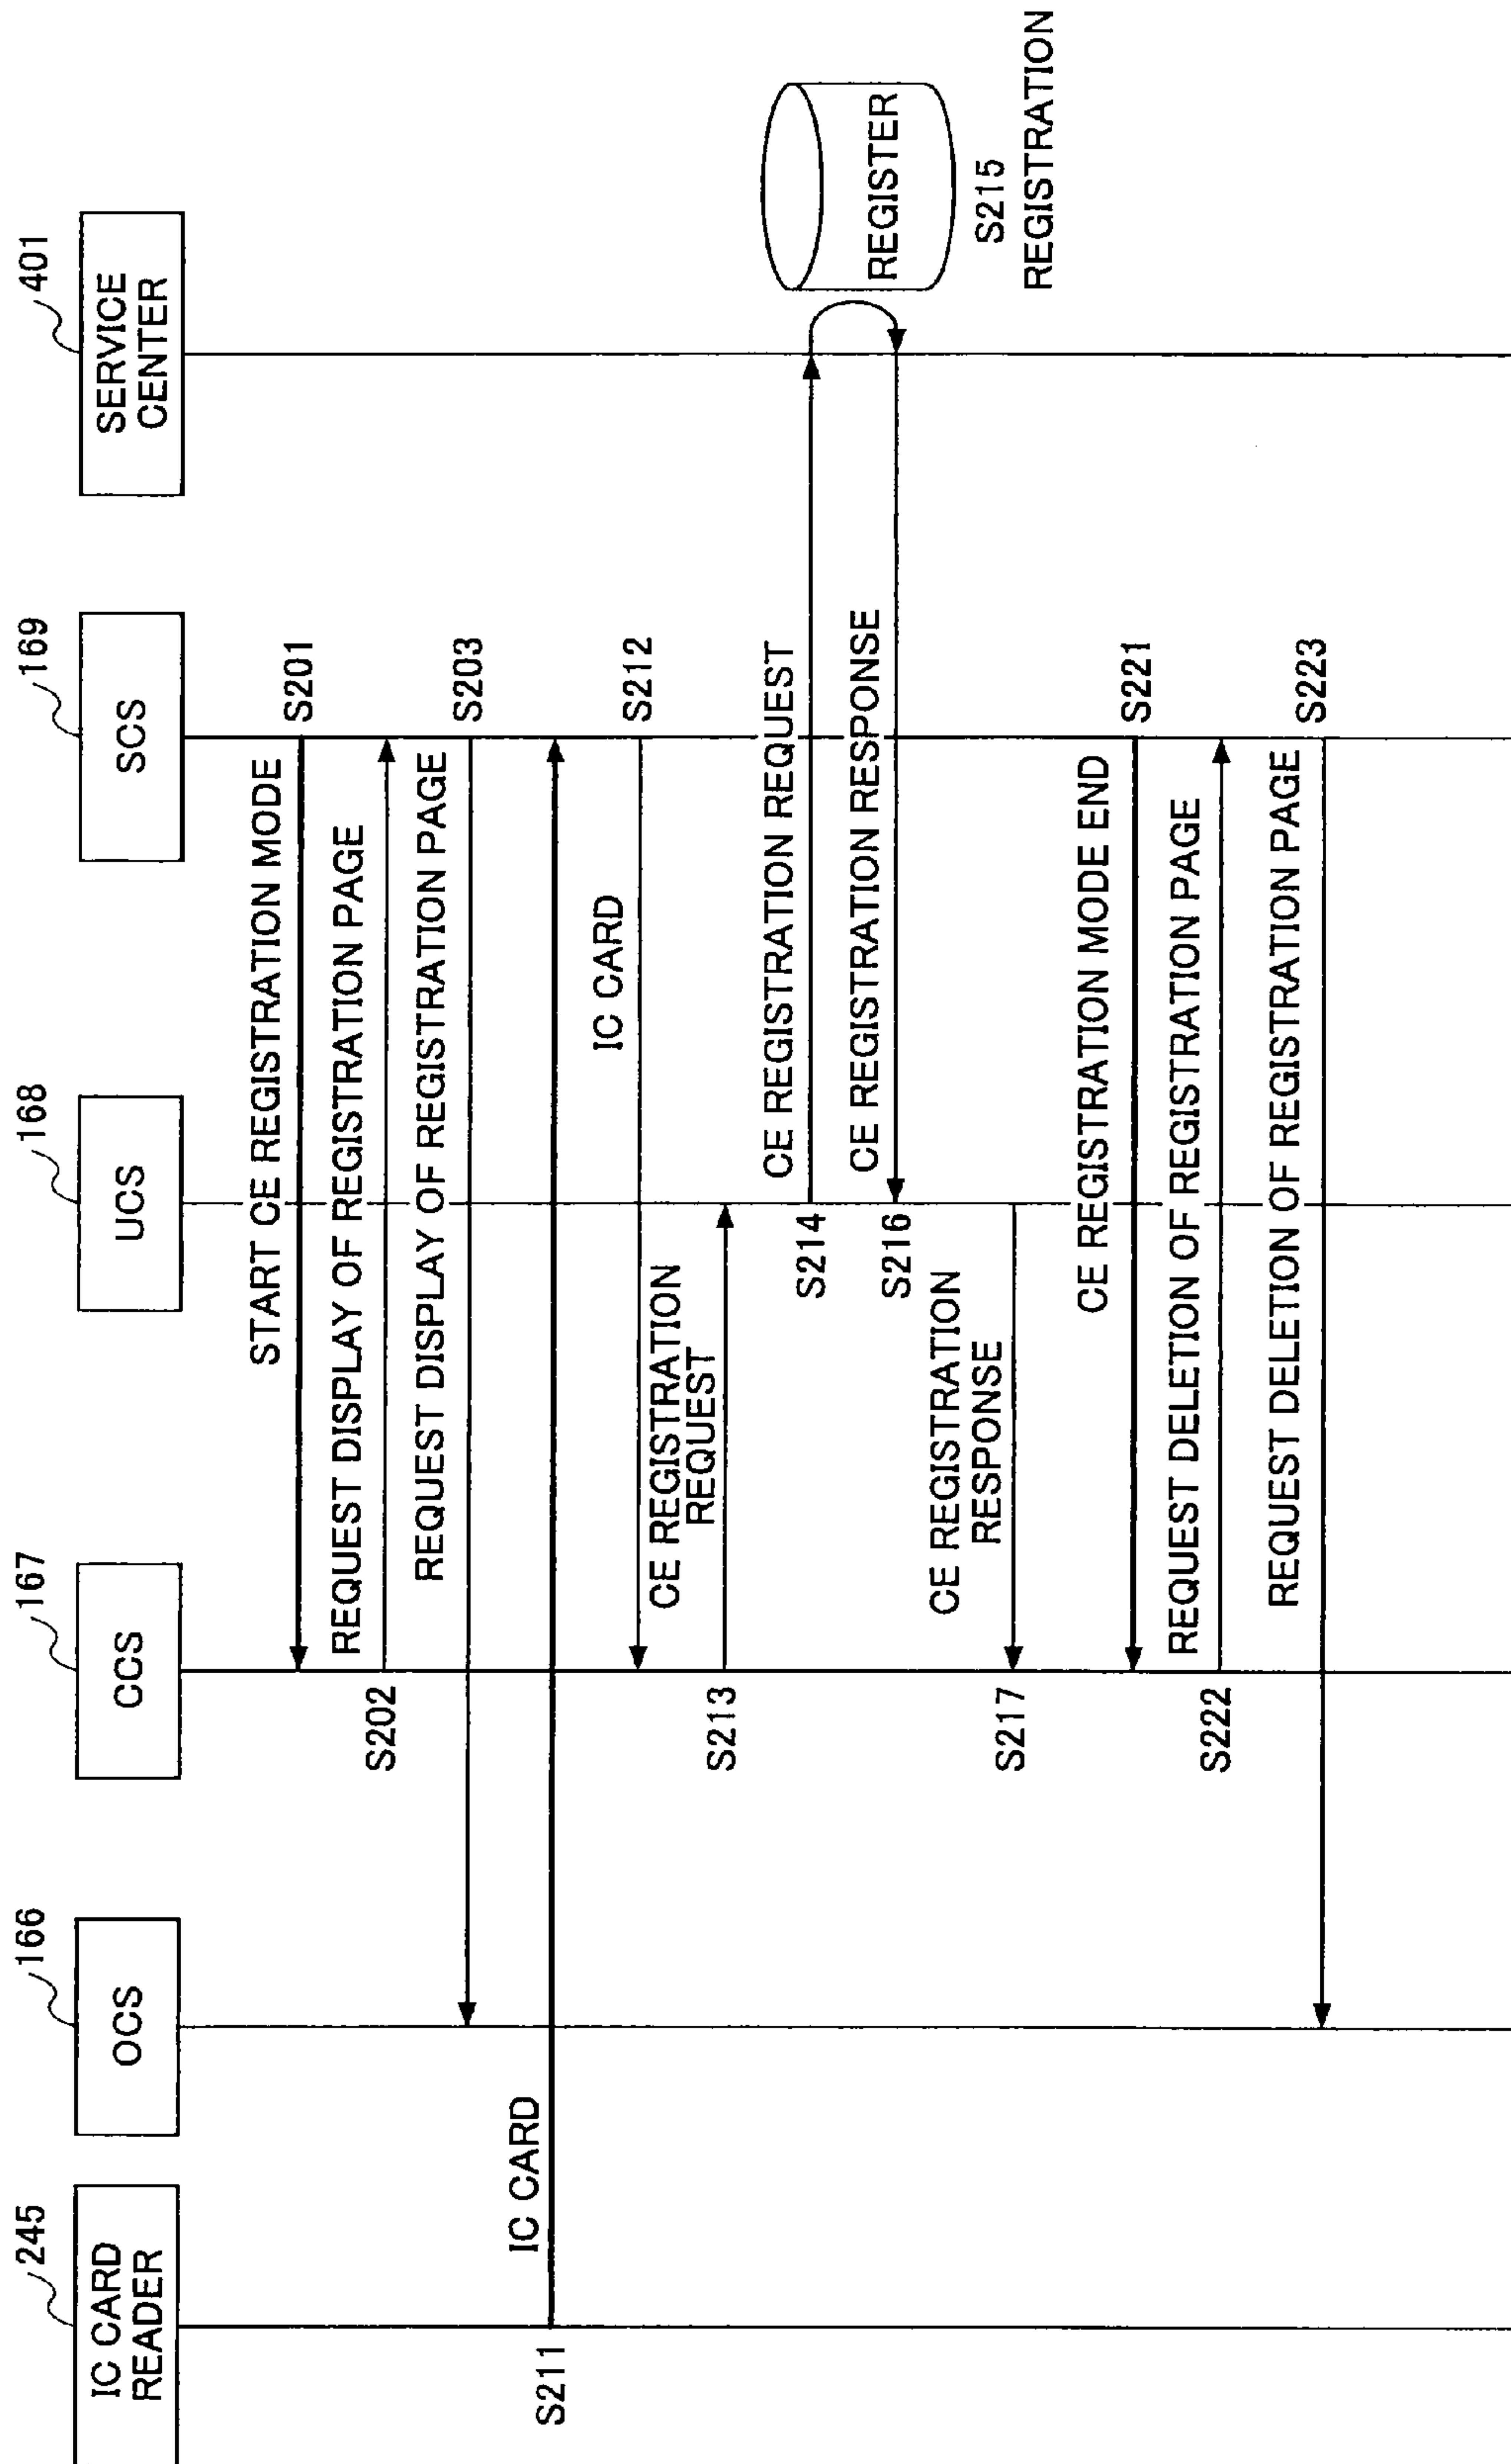 245
IC CARD
READER
166
OCS
167
CCS
168
UCS
169
SCS
401
SERVICE
CENTER
START CE REGISTRATION MODE
S201
REQUEST DISPLAY OF REGISTRATION PAGE
S202
REQUEST DISPLAY OF REGISTRATION PAGE
S203
IC CARD
S211
IC CARD
S212
CE REGISTRATION
REQUEST
S213
CE REGISTRATION REQUEST
S214
REGISTER
S215
REGISTRATION
CE REGISTRATION RESPONSE
S216
CE REGISTRATION
RESPONSE
S217
CE REGISTRATION MODE END
S221
REQUEST DELETION OF REGISTRATION PAGE
S222
REQUEST DELETION OF REGISTRATION PAGE
S223